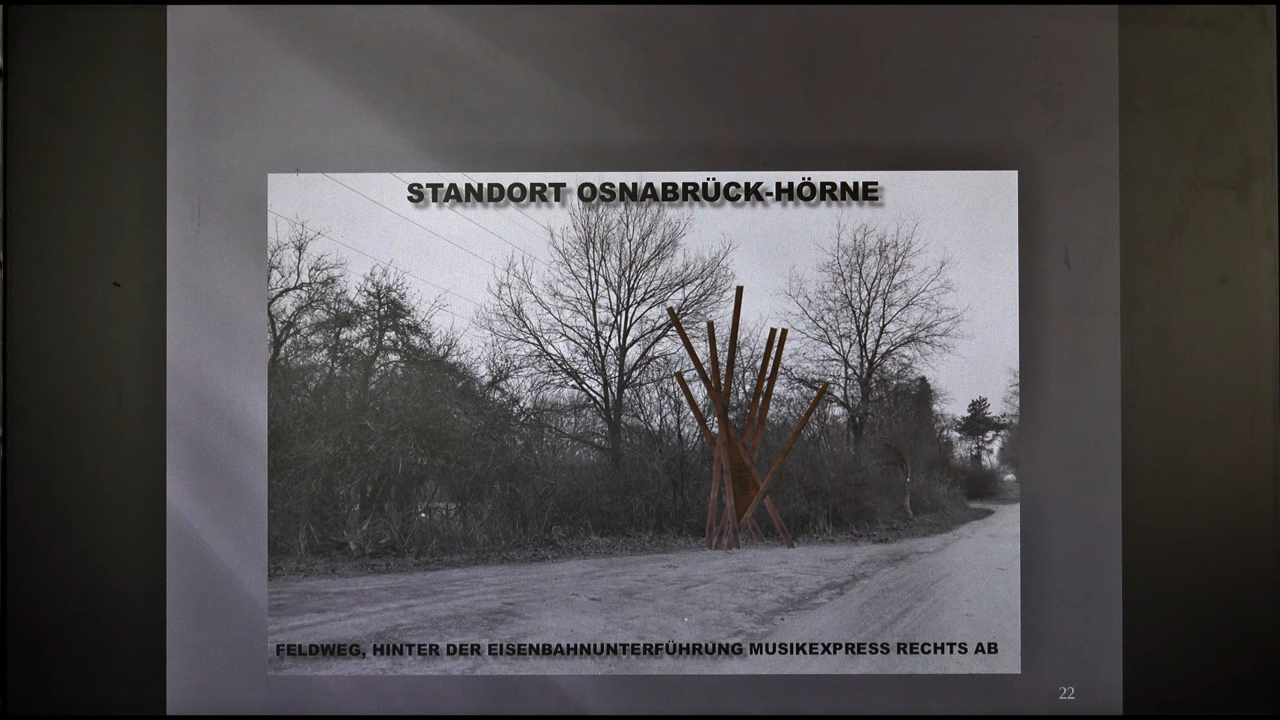 STANDORT OSNABRÜCK-HÖRNE
FELDWEG, HINTER DER EISENBAHNUNTERFÜHRUNG MUSIKEXPRESS RECHTS AB
22